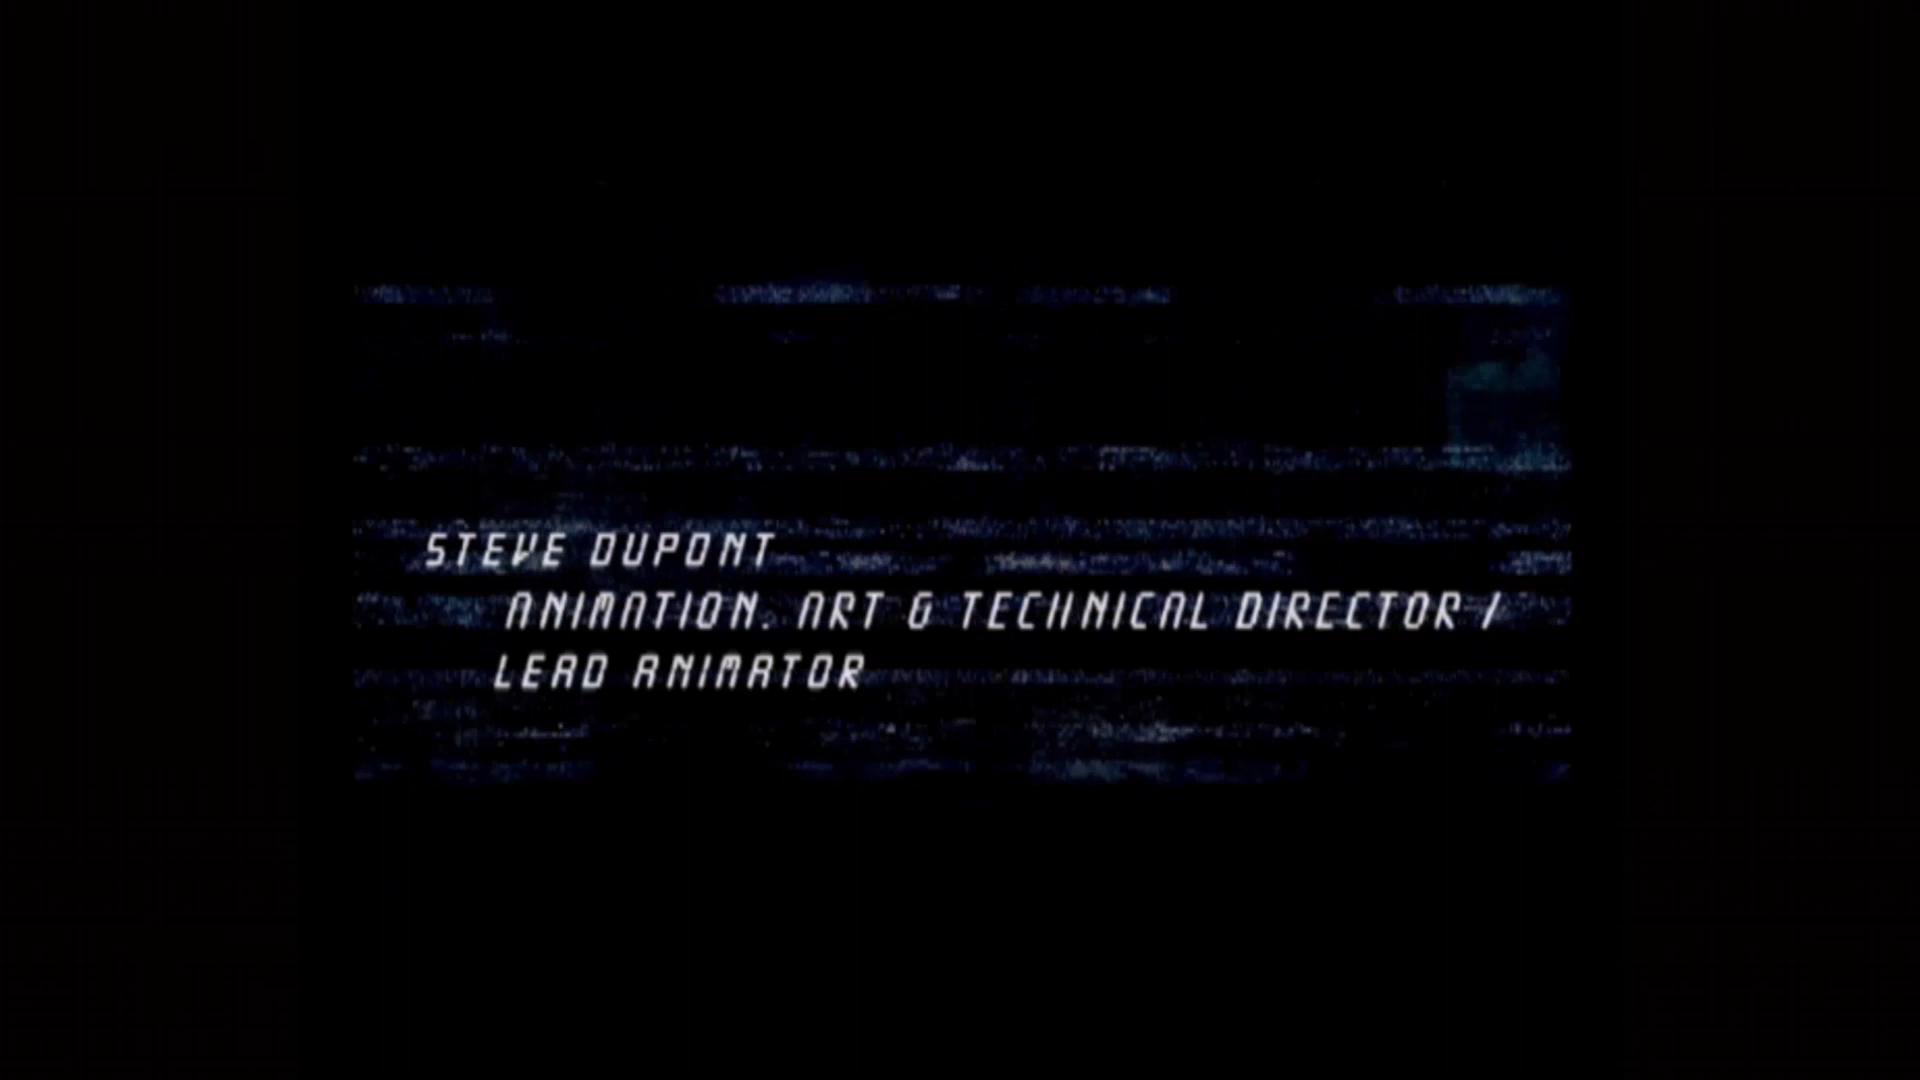 STEVE DUPONT
ANIMATION. ART & TECHNICAL DIRECTOR /
LEAD ANIMATOR